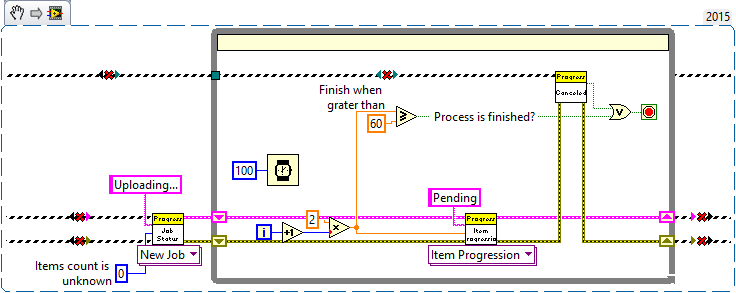 2015
Progress
Canceled
Finish when
grater than
60
Process is finished?
100
Uploading...
Pending
Progress
Job
Status
2
i
+1
Progress
Item
rogressio
New Job
Item Progression
Items count is
unknown
0